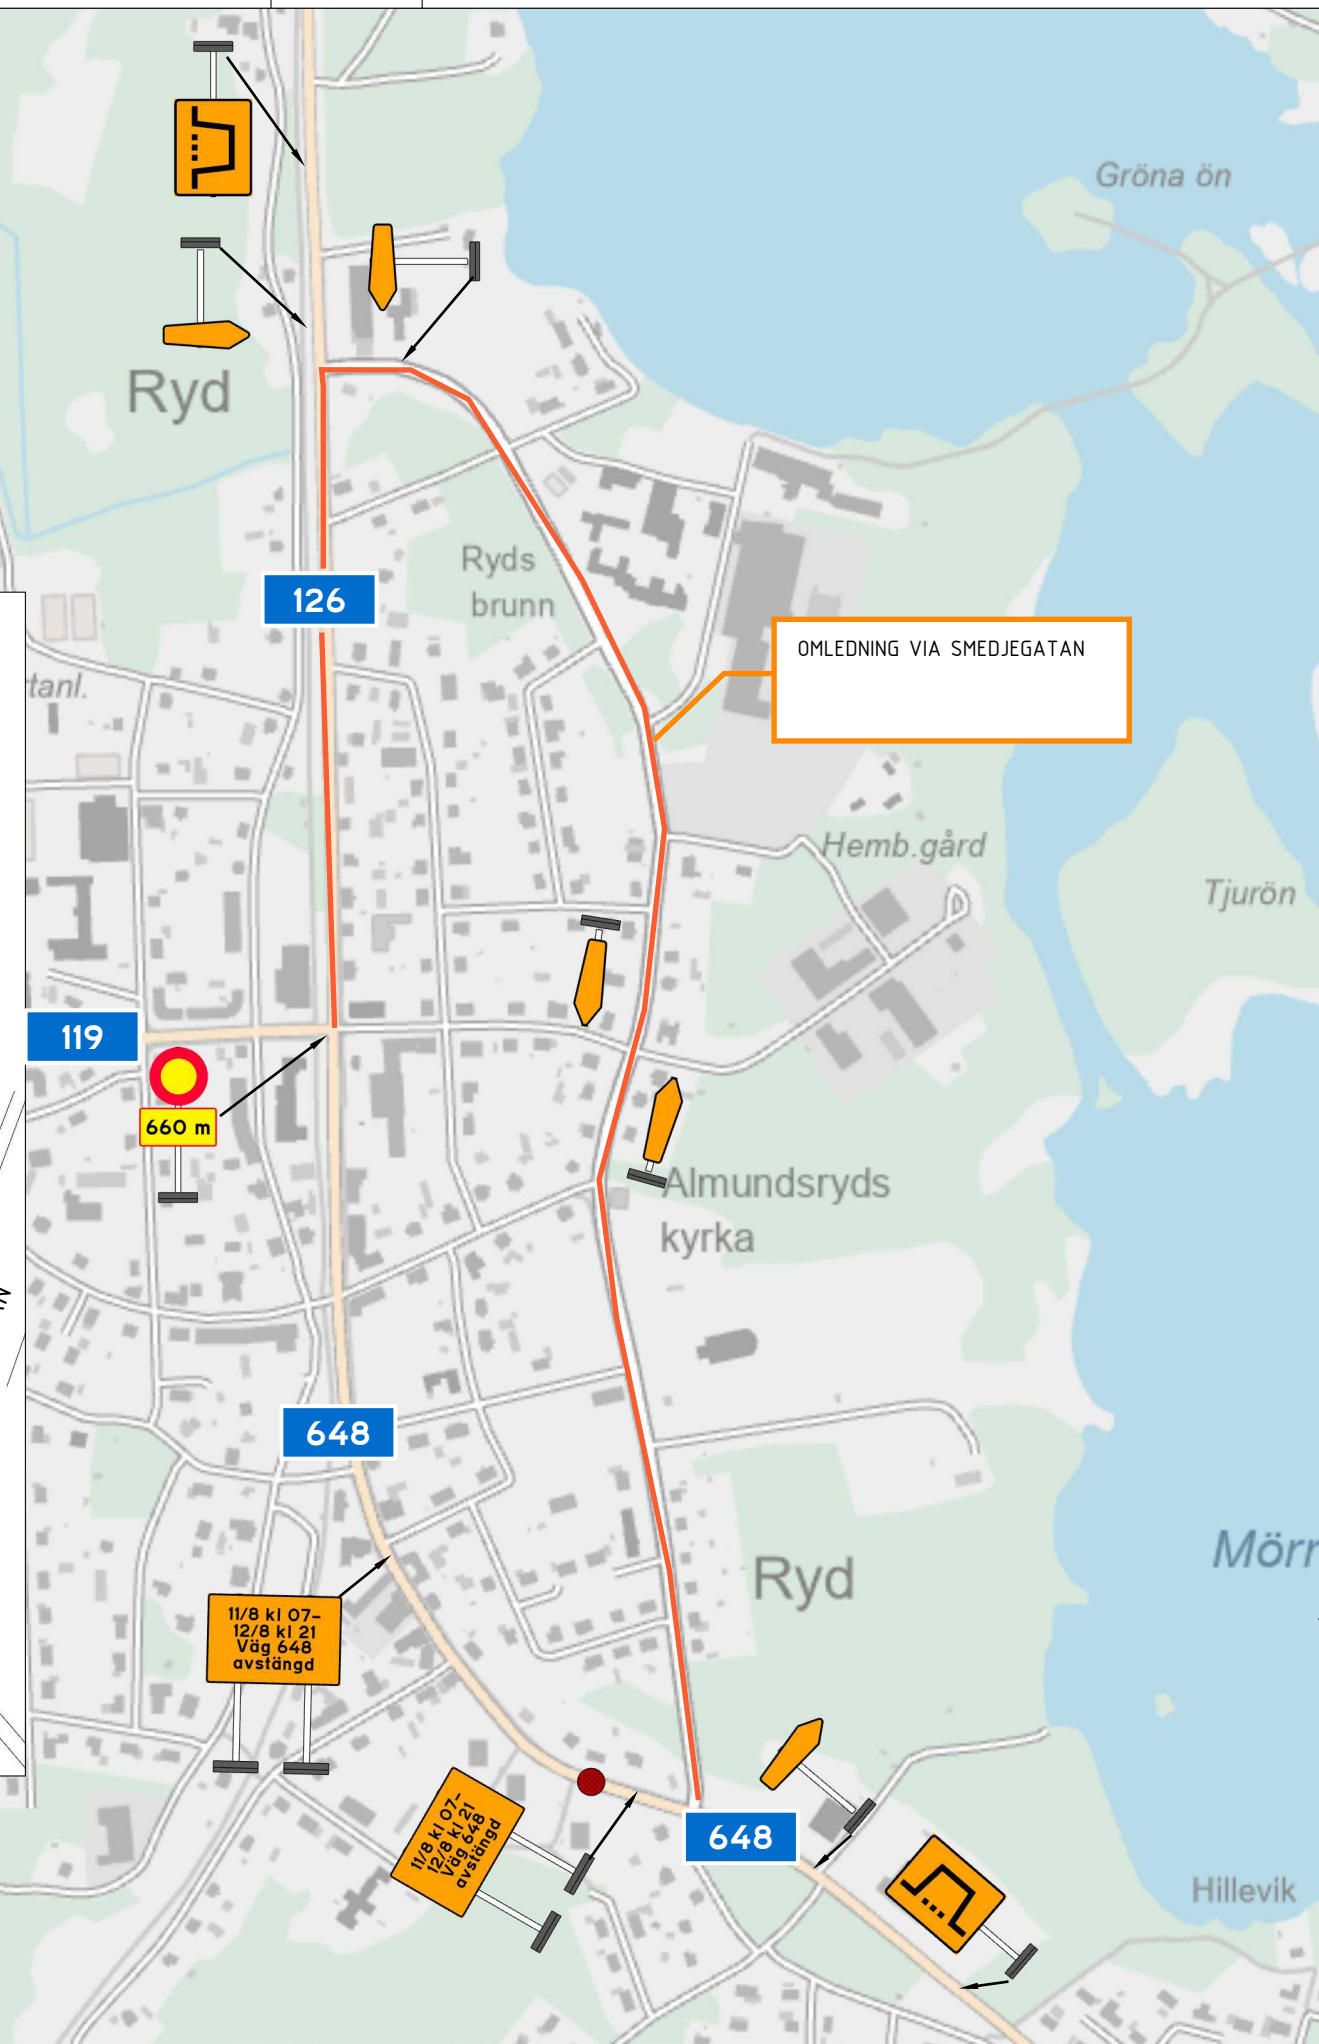 Gröna ön
Ryd
Ryds
brunn
126
OMLEDNING VIA SMEDJEGATAN
tanl.
Hemb.gård
Tjurön
119
660 m
Almundsryds
kyrka
648
Mörr
Ryd
11/8 kl 07-
12/8 kl 21
Väg 648
avstängd
11/8 kl 07-
12/8 kl 21
Väg 648
avstängd
648
Hillevik